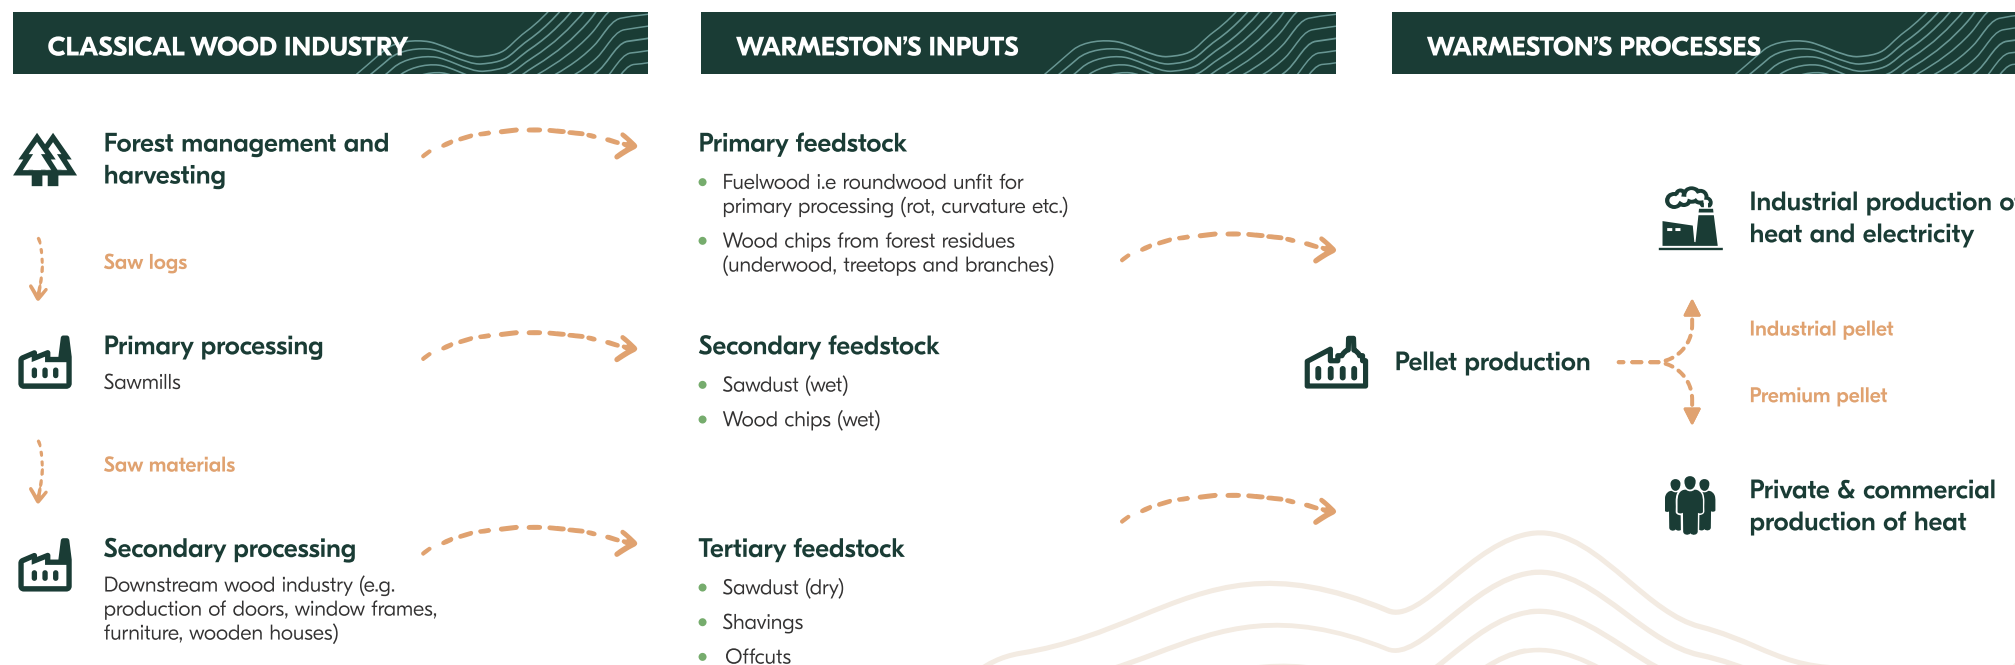 CLASSICAL WOOD INDUSTRY
Forest management and
harvesting
Saw logs
Primary processing
Sawmills
Saw materials
Secondary processing
Downstream wood industry (e.g.
production of doors, window frames,
furniture, wooden houses)
WARMESTON’S INPUTS
Primary feedstock
Fuelwood i.e roundwood unfit for
primary processing (rot, curvature etc.)
Wood chips from forest residues
(underwood, treetops and branches)
Secondary feedstock
Sawdust (wet)
Wood chips (wet)
Tertiary feedstock
Sawdust (dry)
Shavings
Offcuts
WARMESTON’S PROCESSES
Pellet production
Industrial production
heat and electricity
Industrial pellet
Premium pellet
Private & commercial
production of heat